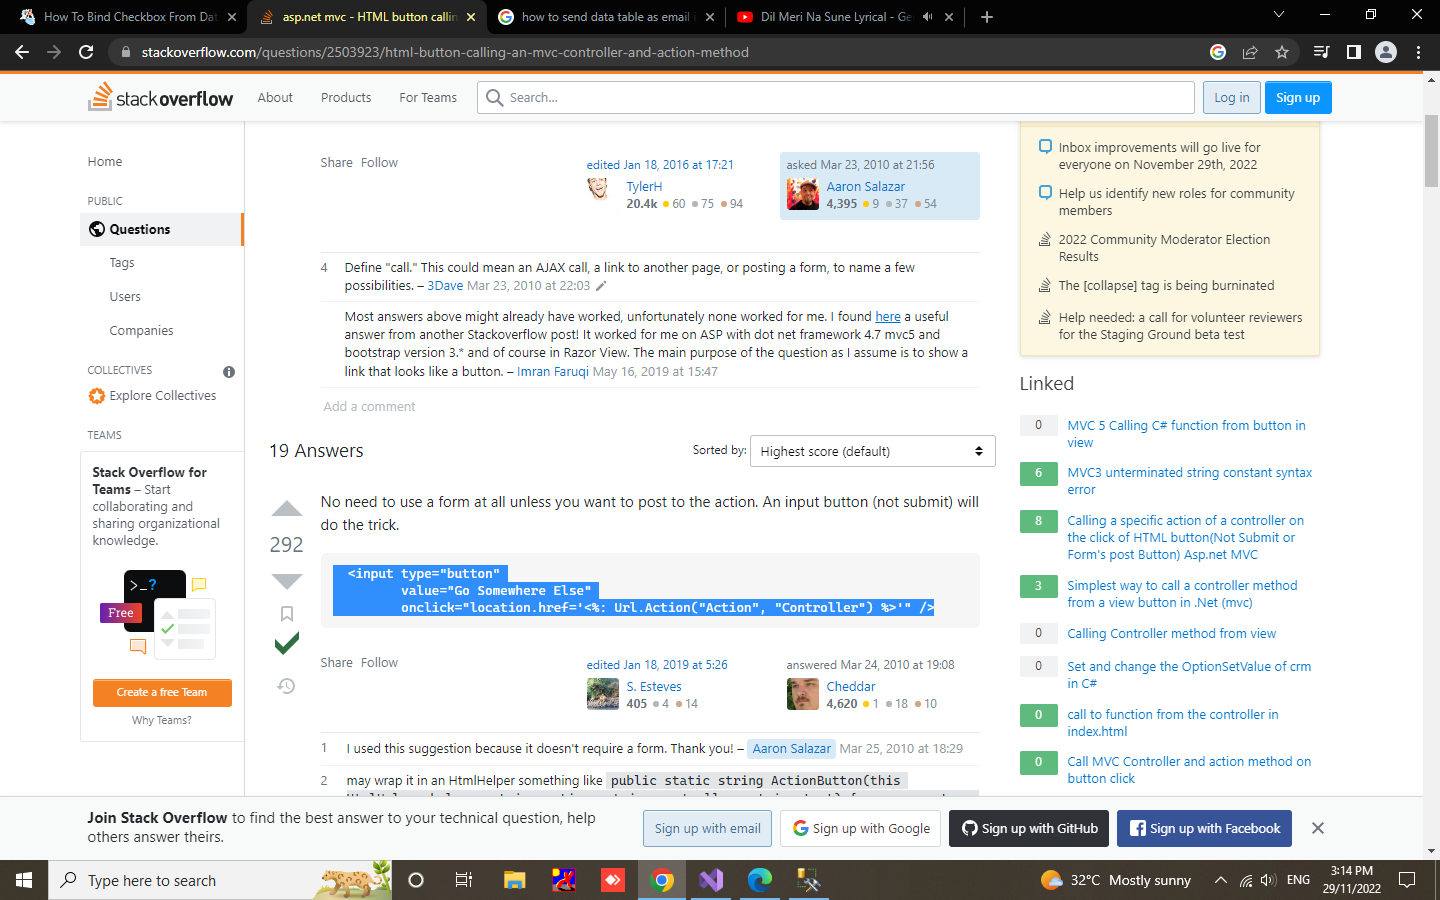 How To Bind Checkbox From Dat
asp.net mvc - HTML button callin
how to send data table as email i
Dil Meri Na Sune Lyrical - Ge
stackoverflow.com/questions/2503923/html-button-calling-an-mvc-controller-and-action-method
stackoverflow
About
Products
For Teams
Search...
Log in
Sign up
Home
PUBLIC
Questions
Tags
Users
Companies
COLLECTIVES
Explore Collectives
TEAMS
Stack Overflow for
Teams – Start
collaborating and
sharing organizational
knowledge.
>_?
Free
Create a free Team
Why Teams?
Share Follow
edited Jan 18, 2016 at 17:21
TylerH
20.4k 60 75 94
asked Mar 23, 2010 at 21:56
Aaron Salazar
4,395 9 37 54
4 Define "call." This could mean an AJAX call, a link to another page, or posting a form, to name a few
possibilities. – 3Dave Mar 23, 2010 at 22:03
Most answers above might already have worked, unfortunately none worked for me. I found here a useful
answer from another Stackoverflow post! It worked for me on ASP with dot net framework 4.7 mvc5 and
bootstrap version 3.* and of course in Razor View. The main purpose of the question as I assume is to show a
link that looks like a button. – Imran Faruqi May 16, 2019 at 15:47
Add a comment
19 Answers
Sorted by:
Highest score (default)
No need to use a form at all unless you want to post to the action. An input button (not submit) will
do the trick.
292
<input type="button"
value="Go Somewhere Else"
onclick="location.href='<%: Url.Action("Action", "Controller") %>'" />
Share Follow
edited Jan 18, 2019 at 5:26
S. Esteves
405 4 14
answered Mar 24, 2010 at 19:08
Cheddar
4,620 1 18 10
1 I used this suggestion because it doesn't require a form. Thank you! – Aaron Salazar Mar 25, 2010 at 18:29
2 may wrap it in an HtmlHelper something like public static string ActionButton(this
Inbox improvements will go live for
everyone on November 29th, 2022
Help us identify new roles for community
members
2022 Community Moderator Election
Results
The [collapse] tag is being burninated
Help needed: a call for volunteer reviewers
for the Staging Ground beta test
Linked
0 MVC 5 Calling C# function from button in
view
6 MVC3 unterminated string constant syntax
error
8 Calling a specific action of a controller on
the click of HTML button(Not Submit or
Form's post Button) Asp.net MVC
3 Simplest way to call a controller method
from a view button in .Net (mvc)
0 Calling Controller method from view
0 Set and change the OptionSetValue of crm
in C#
0 call to function from the controller in
index.html
0 Call MVC Controller and action method on
button click
Join Stack Overflow to find the best answer to your technical question, help
others answer theirs.
Sign up with email
Sign up with Google
Sign up with GitHub
Sign up with Facebook
Type here to search
32°C Mostly sunny
ENG
3:14 PM
29/11/2022